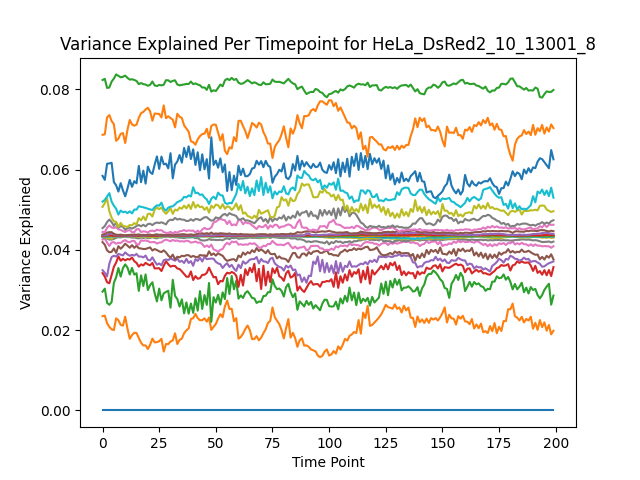 Variance Explained Per Timepoint for HeLa_DsRed2_10_13001_8
Variance Explained
0.08
0.06
0.04
0.02
0.00
0 25 50 75 100 125 150 175 200
Time Point